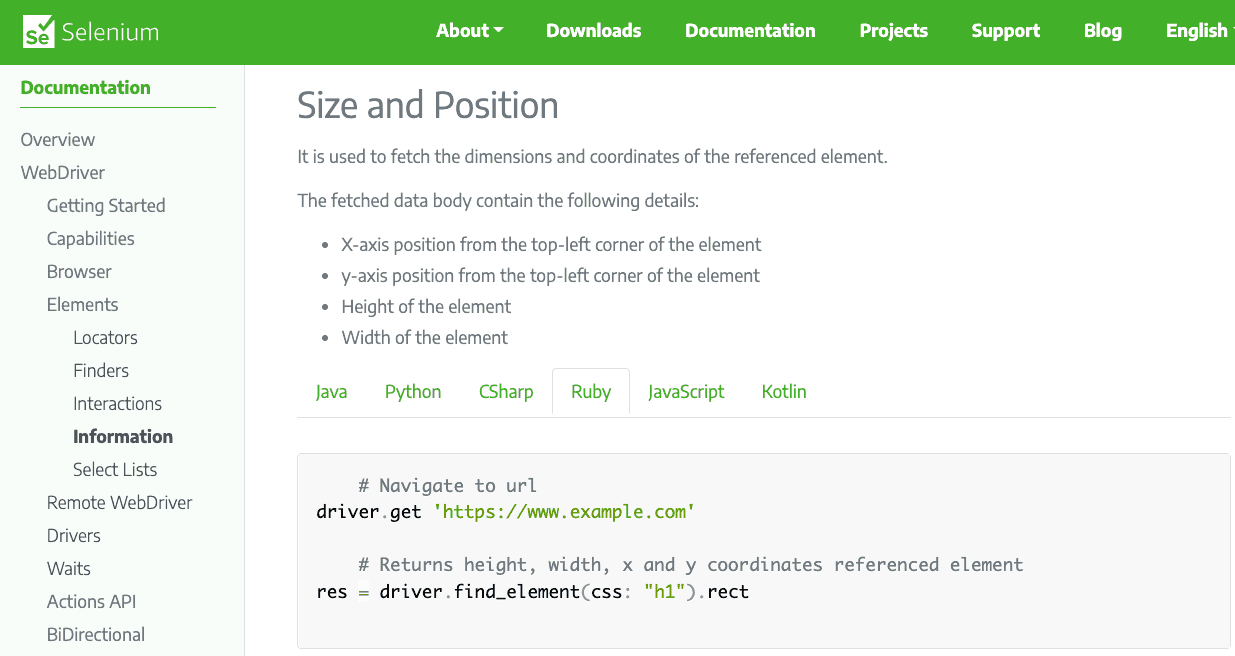 Se Selenium
About Downloads Documentation Projects Support Blog English
Documentation
Overview
WebDriver
Getting Started
Capabilities
Browser
Elements
Locators
Finders
Interactions
Information
Select Lists
Remote WebDriver
Drivers
Waits
Actions API
BiDirectional
Size and Position
It is used to fetch the dimensions and coordinates of the referenced element.
The fetched data body contain the following details:
• X-axis position from the top-left corner of the element
• y-axis position from the top-left corner of the element
• Height of the element
• Width of the element
Java Python CSharp Ruby JavaScript Kotlin
# Navigate to url
driver.get 'https://www.example.com'
# Returns height, width, x and y coordinates referenced element
res = driver.find_element(css: "h1").rect